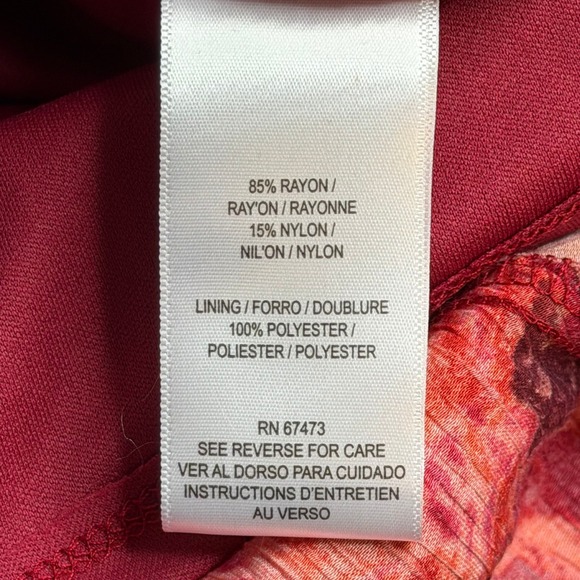 85% RAYON /
RAY'ON / RAYONNE
15% NYLON /
NIL'ON / NYLON
LINING / FORRO / DOUBLURE
100% POLYESTER /
POLIESTER / POLYESTER
RN 67473
SEE REVERSE FOR CARE
VER AL DORSO PARA CUIDADO
INSTRUCTIONS D'ENTRETIEN
AU VERSO